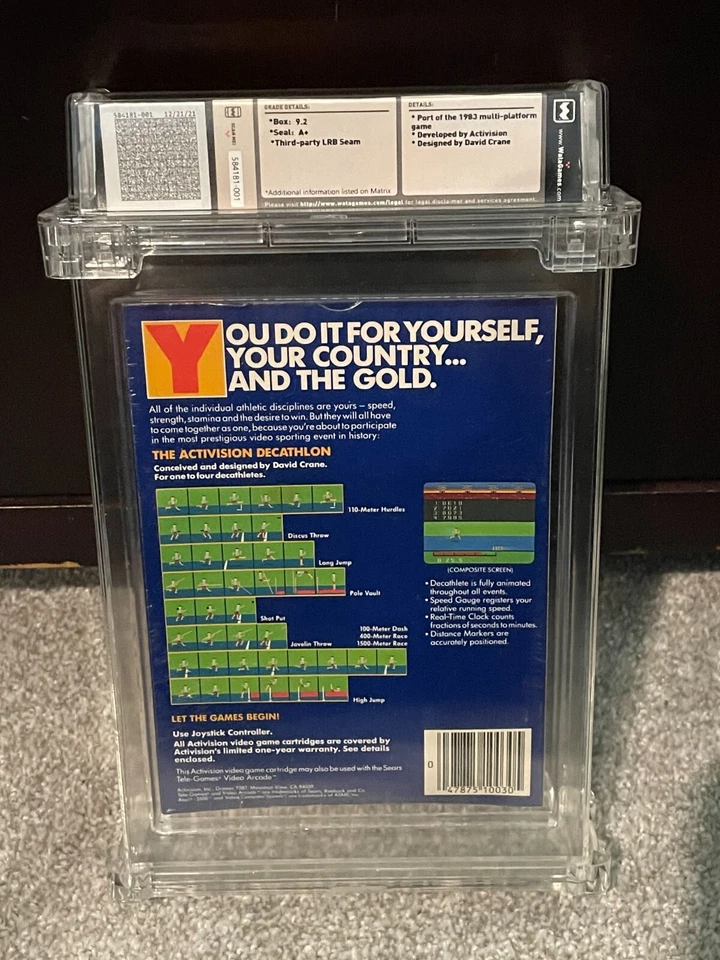 584181-001 12/21/21
584181-001
GRADE DETAILS:
*Box: 9.2
*Seal: A+
*Third-party LRB Seam
*Additional information listed on Matrix
DETAILS:
* Part of the 1983 multi-platform
game
* Developed by Activision
* Designed by David Crane
Please visit http://www.watagames.com/legal for legal disclaimer and services agreement.
W
www.WataGames.com
YOU DO IT FOR YOURSELF,
YOUR COUNTRY...
AND THE GOLD.
All of the individual athletic disciplines are yours – speed,
strength, stamina and the desire to win. But they will all have
to come together as one, because you're about to participate
in the most prestigious video sporting event in history:
THE ACTIVISION DECATHLON
Conceived and designed by David Crane.
For one to four decathletes.
110-Meter Hurdles
Discus Throw
Long Jump
Pole Vault
Shot Put
Javelin Throw
100-Meter Dash
400-Meter Race
1500-Meter Race
High Jump
(COMPOSITE SCREEN)
• Decathlete is fully animated
throughout all events.
• Speed Gauge registers your
relative running speed.
• Real-Time Clock counts
fractions of seconds to minutes.
• Distance Markers are
accurately positioned.
LET THE GAMES BEGIN!
Use Joystick Controller.
All Activision video game cartridges are covered by
Activision's limited one-year warranty. See details
enclosed.
This Activision video game cartridge may also be used with the Sears
Tele-Games® Video Arcade™
0 47875 10030